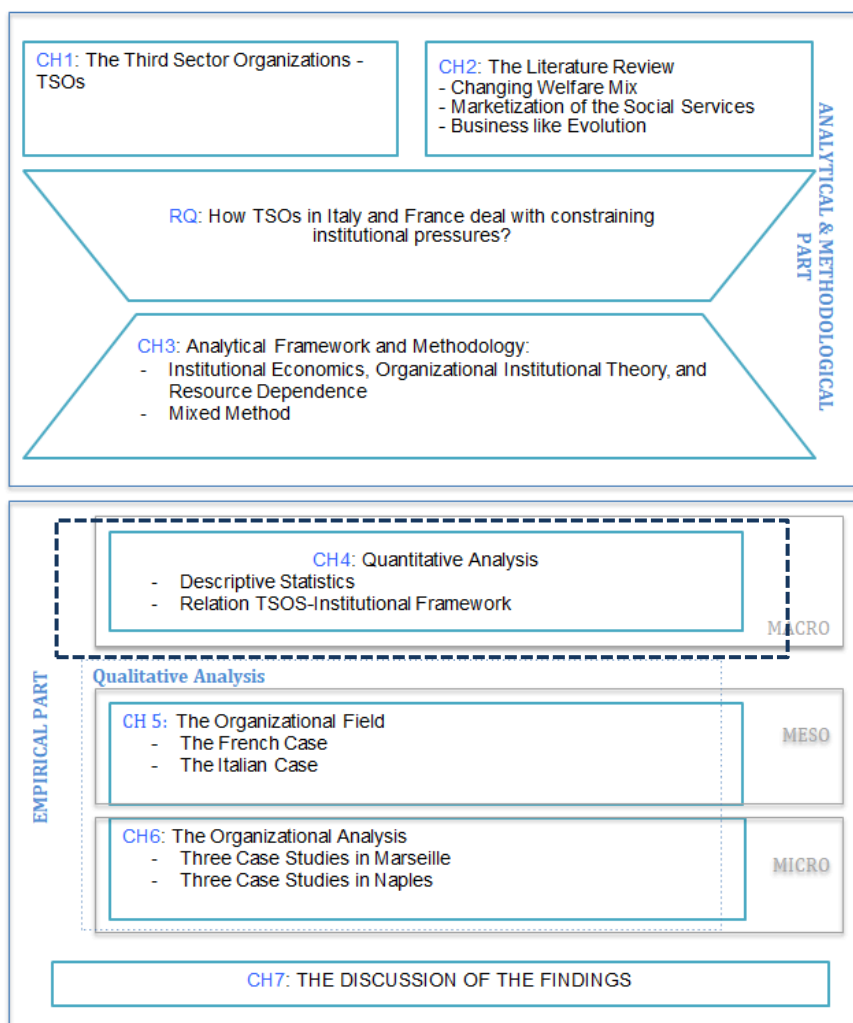 CH1: The Third Sector Organizations -
TSOs
CH2: The Literature Review
- Changing Welfare Mix
- Marketization of the Social Services
- Business like Evolution
ANALYTICAL & METHODOLOGICAL
PART
RQ: How TSOs in Italy and France deal with constraining
institutional pressures?
CH3: Analytical Framework and Methodology:
- Institutional Economics, Organizational Institutional Theory, and
Resource Dependence
- Mixed Method
EMPIRICAL PART
CH4: Quantitative Analysis
- Descriptive Statistics
- Relation TSOS-Institutional Framework
MACRO
Qualitative Analysis
CH 5: The Organizational Field
- The French Case
- The Italian Case
MESO
CH6: The Organizational Analysis
- Three Case Studies in Marseille
- Three Case Studies in Naples
MICRO
CH7: THE DISCUSSION OF THE FINDINGS